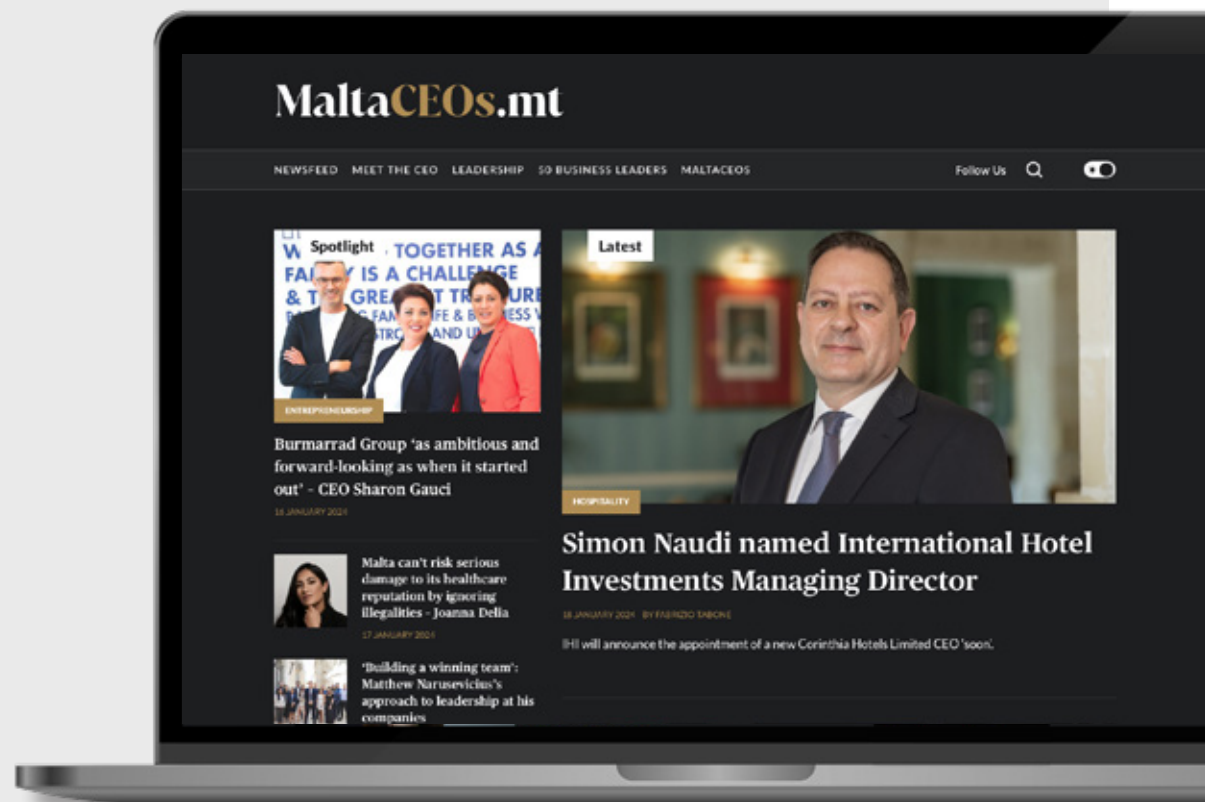 MaltaCEOs.mt
NEWSFEED MEET THE CEO LEADERSHIP 50 BUSINESS LEADERS MALTACEOS Follow Us
Spotlight
TOGETHER AS A
IS A CHALLENGE
&
AND
ENTREPRENEURSHIP
Burmarrad Group ‘as ambitious and
forward-looking as when it started
out’ – CEO Sharon Gauci
16 JANUARY 2024
Malta can't risk serious
damage to its healthcare
reputation by ignoring
illegalities – Joanna Delia
17 JANUARY 2024
‘Building a winning team’:
Matthew Narusevicius's
approach to leadership at his
companies
Latest
HOSPITALITY
Simon Naudi named International Hotel
Investments Managing Director
18 JANUARY 2024 BY FABRIZIO TABONE
IHI will announce the appointment of a new Corinthia Hotels Limited CEO 'soon'.